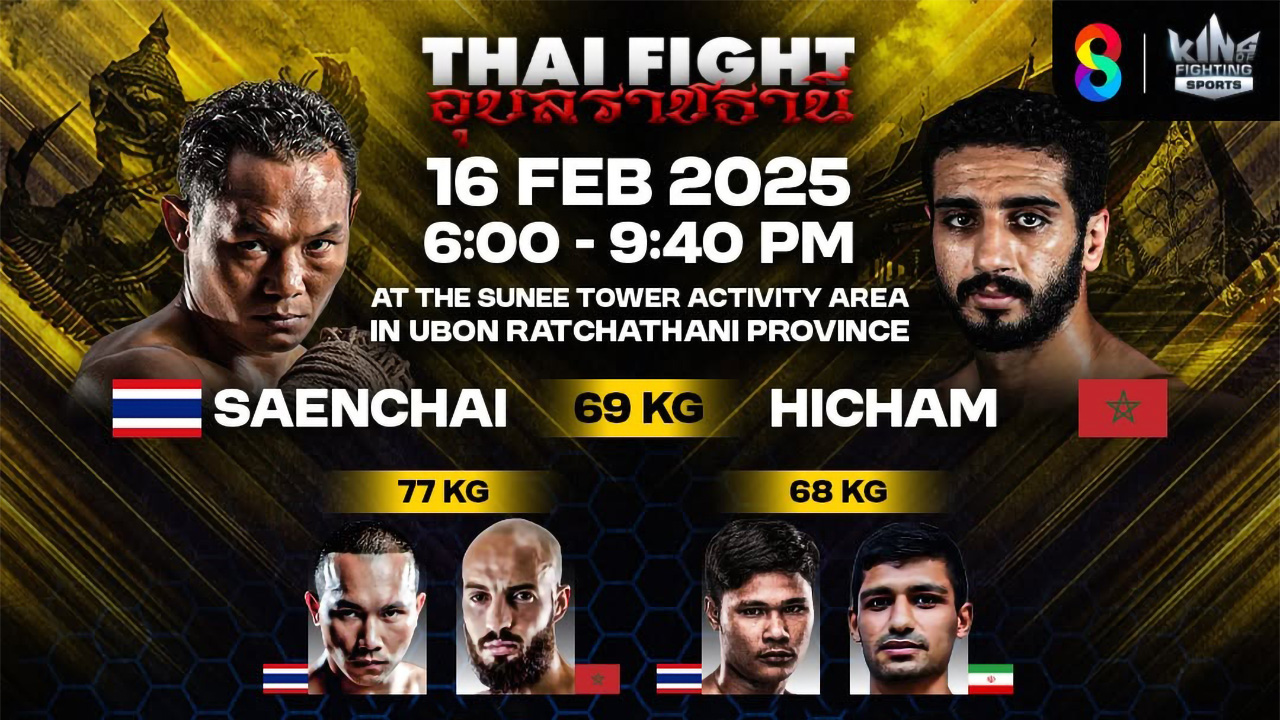 THAI FIGHT
อุบลราชธานี
16 FEB 2025
6:00 - 9:40 PM
AT THE SUNEE TOWER ACTIVITY AREA
IN UBON RATCHATHANI PROVINCE
8
KING
OF
FIGHTING
SPORTS
SAENCHAI
69 KG
HICHAM
77 KG
68 KG